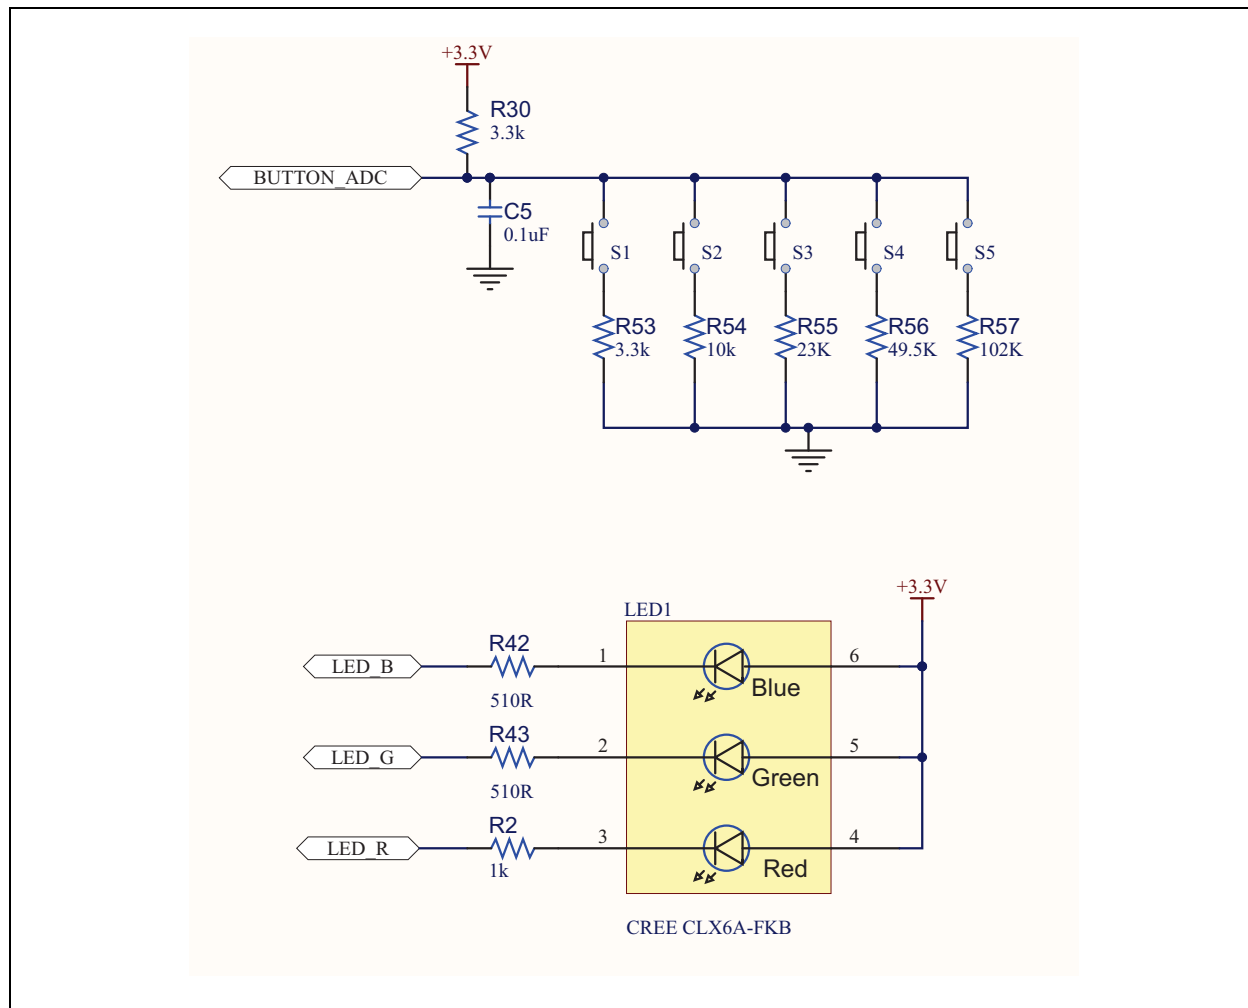 +3.3V
R30
3.3k
BUTTON_ADC
C5
0.1uF
S1
S2
S3
S4
S5
R53
3.3k
R54
10k
R55
23K
R56
49.5K
R57
102K
+3.3V
LED1
LED_B
R42
510R
1
Blue
6
LED_G
R43
510R
2
Green
5
LED_R
R2
1k
3
Red
4
CREE CLX6A-FKB